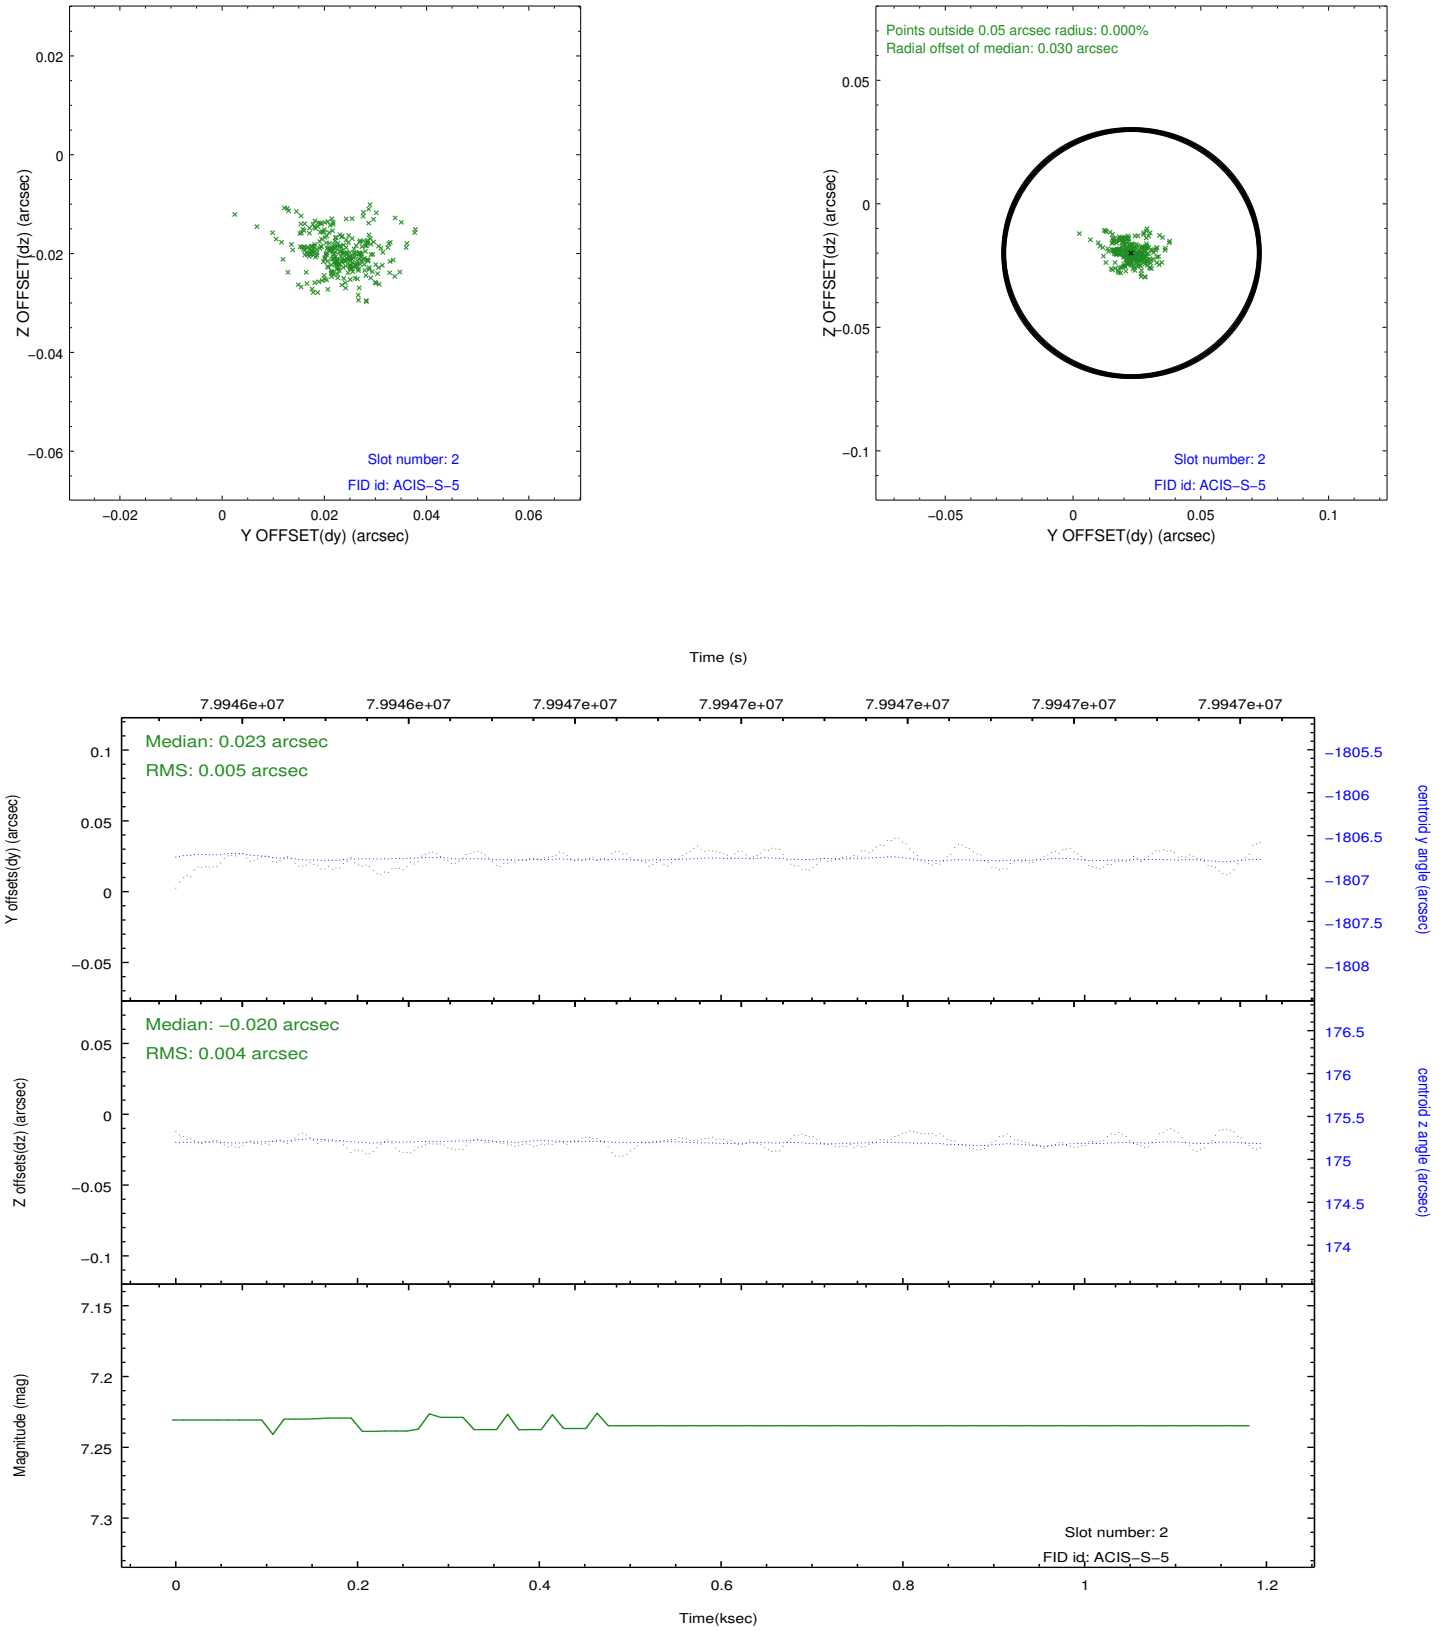 0.02
0
−0.02
−0.04
−0.06
Z OFFSET(dz) (arcsec)
Slot number: 2
FID id: ACIS−S−5
−0.02 0 0.02 0.04 0.06
Y OFFSET(dy) (arcsec)
Points outside 0.05 arcsec radius: 0.000%
Radial offset of median: 0.030 arcsec
0.05
0
−0.05
−0.1
Z OFFSET(dz) (arcsec)
Slot number: 2
FID id: ACIS−S−5
−0.05 0 0.05 0.1
Y OFFSET(dy) (arcsec)
Time (s)
7.9946e+07 7.9946e+07 7.9947e+07 7.9947e+07 7.9947e+07 7.9947e+07 7.9947e+07
Median: 0.023 arcsec
RMS: 0.005 arcsec
0.1
0.05
0
−0.05
Y offsets(dy) (arcsec)
−1805.5
−1806
−1806.5
−1807
−1807.5
−1808
centroid y angle (arcsec)
Median: −0.020 arcsec
RMS: 0.004 arcsec
0.05
0
−0.05
−0.1
Z offsets(dz) (arcsec)
176.5
176
175.5
175
174.5
174
centroid z angle (arcsec)
7.15
7.2
7.25
7.3
Magnitude (mag)
Slot number: 2
FID id: ACIS−S−5
0 0.2 0.4 0.6 0.8 1 1.2
Time(ksec)